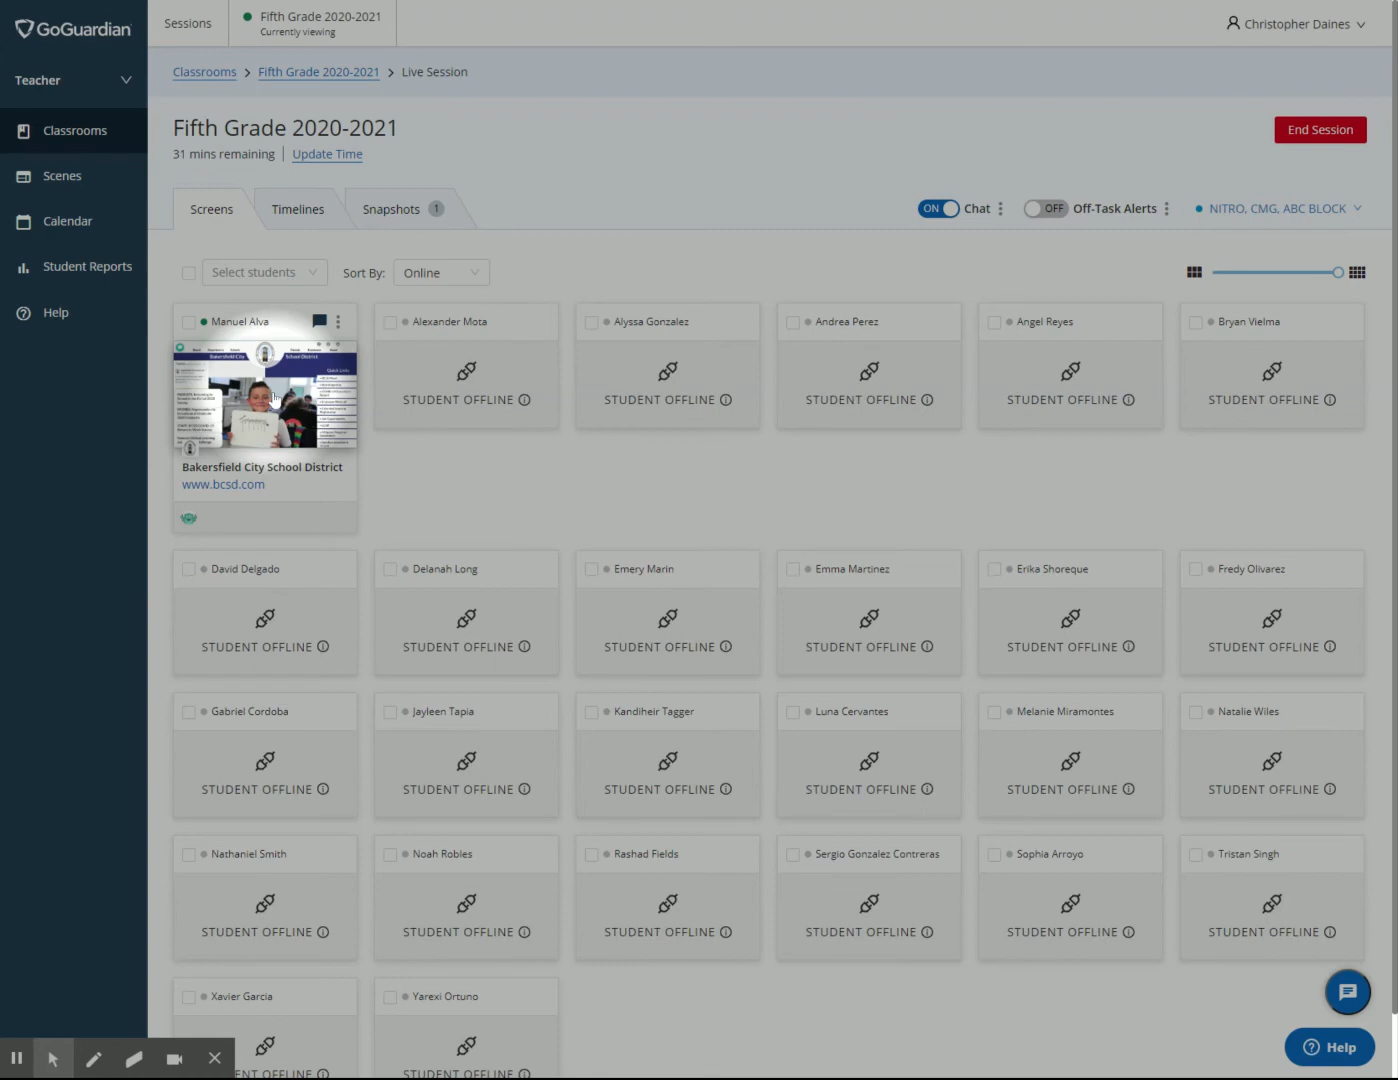 GoGuardian
Sessions
Fifth Grade 2020-2021
Currently viewing
Christopher Daines
Teacher
Classrooms > Fifth Grade 2020-2021 > Live Session
Classrooms
Scenes
Calendar
Student Reports
Help
Fifth Grade 2020-2021
End Session
31 mins remaining | Update Time
Screens
Timelines
Snapshots 1
ON Chat
OFF Off-Task Alerts
NITRO, CMG, ABC BLOCK
Select students
Sort By:
Online
Manuel Alva
Alexander Mota
Alyssa Gonzalez
Andrea Perez
Angel Reyes
Bryan Vielma
Bakersfield City School District
Quick Links
STUDENT OFFLINE
STUDENT OFFLINE
STUDENT OFFLINE
STUDENT OFFLINE
STUDENT OFFLINE
Bakersfield City School District
www.bcsd.com
David Delgado
Delanah Long
Emery Marin
Emma Martinez
Erika Shoreque
Fredy Olivarez
STUDENT OFFLINE
STUDENT OFFLINE
STUDENT OFFLINE
STUDENT OFFLINE
STUDENT OFFLINE
STUDENT OFFLINE
Gabriel Cordoba
Jayleen Tapia
Kandiheir Tagger
Luna Cervantes
Melanie Miramontes
Natalie Wiles
STUDENT OFFLINE
STUDENT OFFLINE
STUDENT OFFLINE
STUDENT OFFLINE
STUDENT OFFLINE
STUDENT OFFLINE
Nathaniel Smith
Noah Robles
Rashad Fields
Sergio Gonzalez Contreras
Sophia Arroyo
Tristan Singh
STUDENT OFFLINE
STUDENT OFFLINE
STUDENT OFFLINE
STUDENT OFFLINE
STUDENT OFFLINE
STUDENT OFFLINE
Xavier Garcia
Yarexi Ortuno
ENT OFFLINE
STUDENT OFFLINE
Help